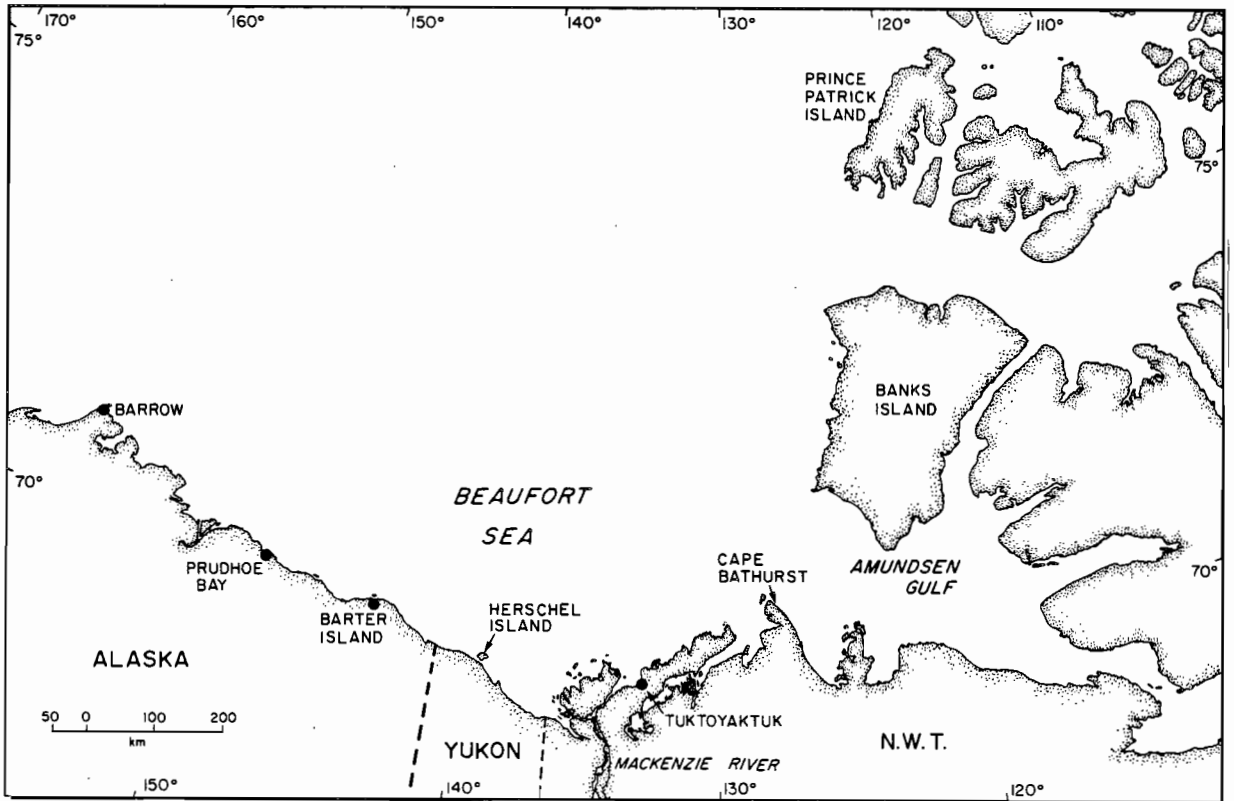 170°
160°
150°
140°
130°
120°
110°
75°
PRINCE
PATRICK
ISLAND
75°
BARROW
BANKS
ISLAND
70°
BEAUFORT
SEA
PRUDHOE
BAY
CAPE
BATHURST
AMUNDSEN
GULF
70°
BARTER
ISLAND
HERSCHEL
ISLAND
ALASKA
50 0 100 200
km
TUKTOYAKTUK
YUKON
MACKENZIE RIVER
N.W.T.
150°
140°
130°
120°